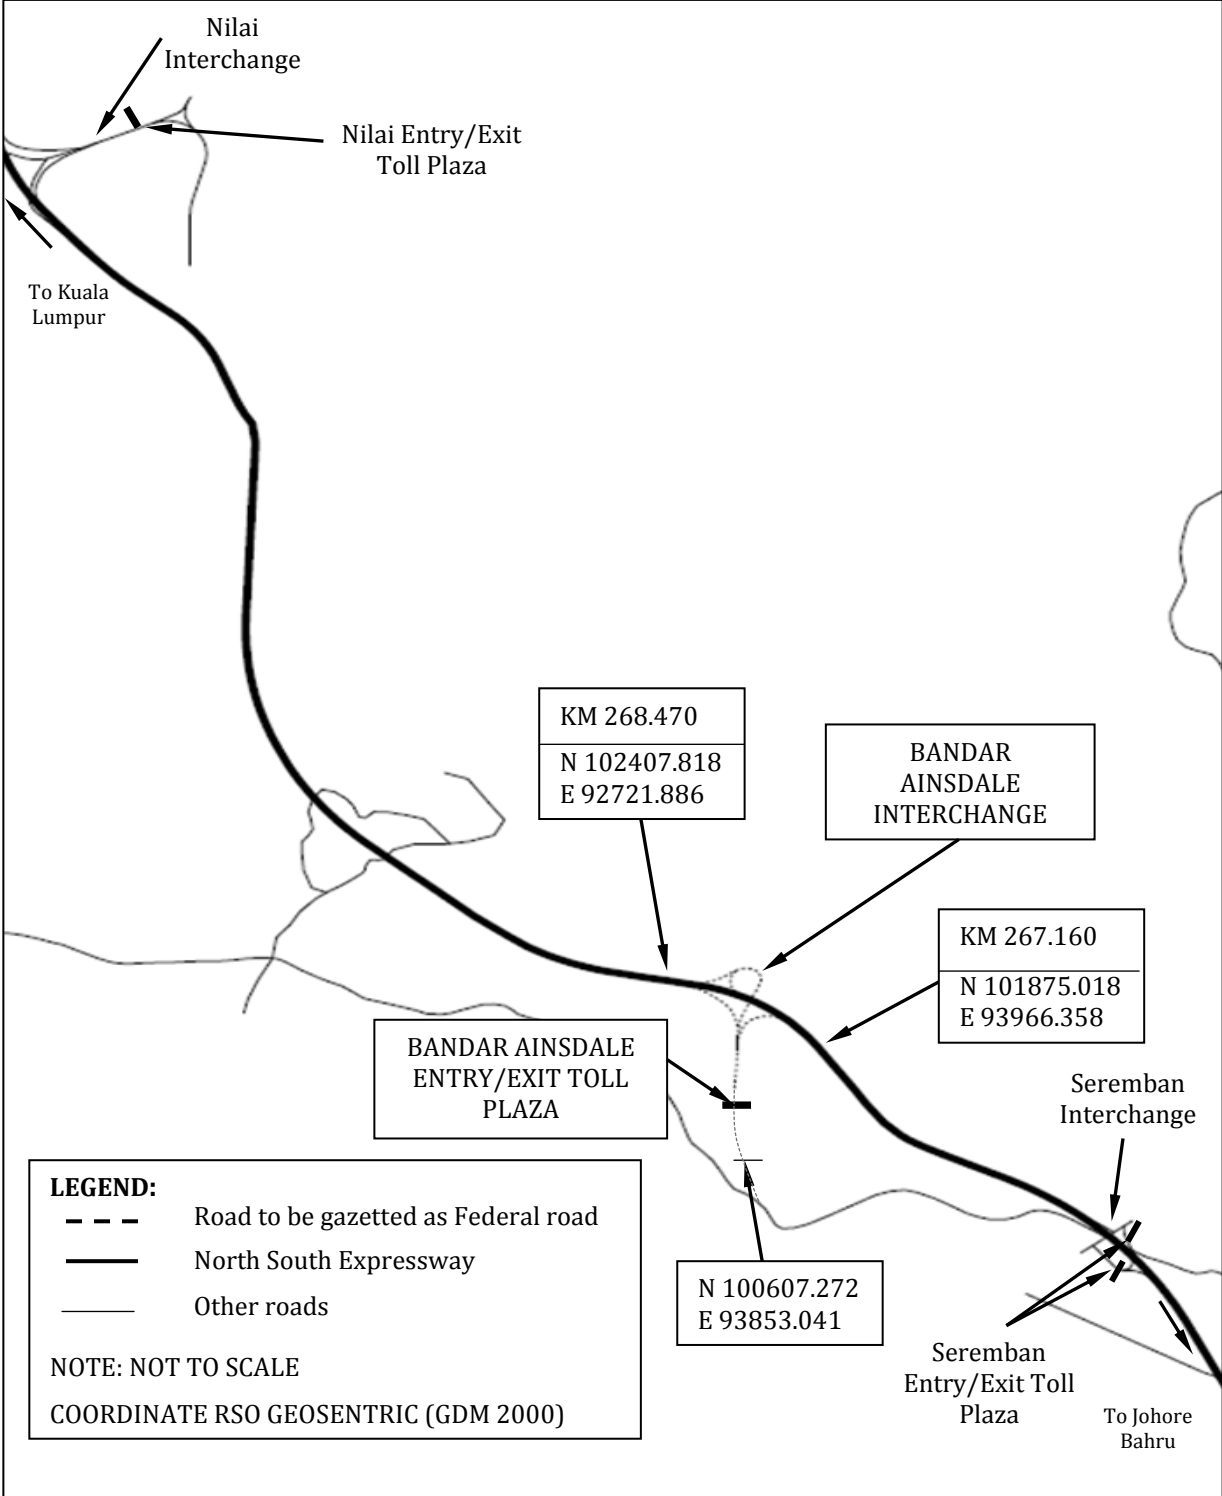 Nilai
Interchange
Nilai Entry/Exit
Toll Plaza
To Kuala
Lumpur
KM 268.470
N 102407.818
E 92721.886
BANDAR
AINSDALE
INTERCHANGE
KM 267.160
N 101875.018
E 93966.358
BANDAR AINSDALE
ENTRY/EXIT TOLL
PLAZA
Seremban
Interchange
LEGEND:
Road to be gazetted as Federal road
North South Expressway
Other roads
NOTE: NOT TO SCALE
COORDINATE RSO GEOSENTRIC (GDM 2000)
N 100607.272
E 93853.041
Seremban
Entry/Exit Toll
Plaza
To Johore
Bahru